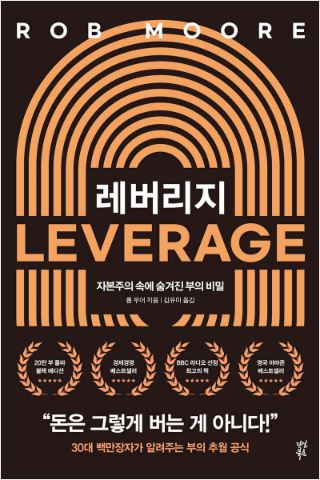 ROB MOORE
레버리지
LEVERAGE
자본주의 속에 숨겨진 부의 비밀
롭 무어 지음 | 김유미 옮김
20만 부 돌파
블랙 에디션
★★★★★
경제경영
베스트셀러
★★★★★
BBC 라디오 선정
최고의 책
★★★★★
영국 아마존
베스트셀러
★★★★★
“돈은 그렇게 버는 게 아니다!”
30대 백만장자가 알려주는 부의 추월 공식
다산북스